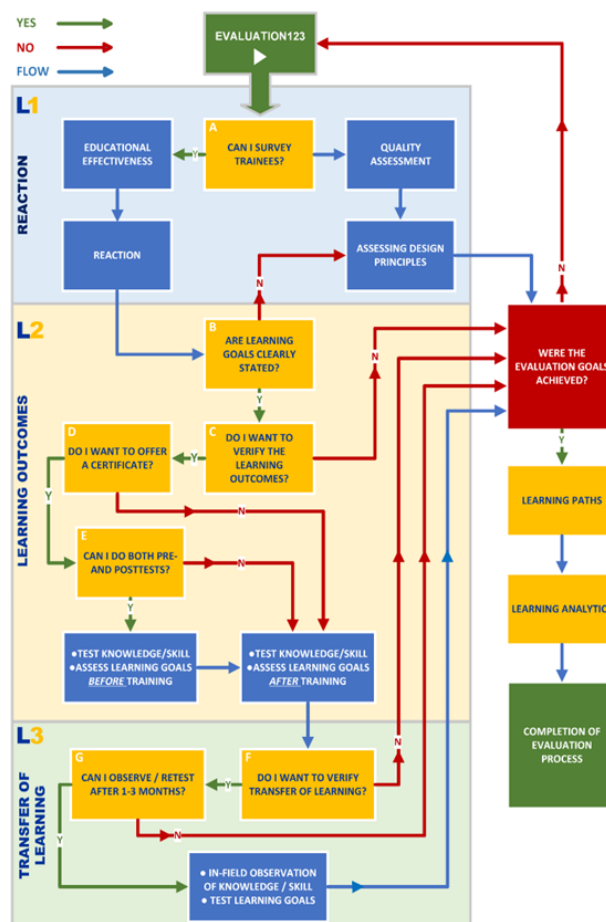 YES
NO
FLOW
EVALUATION123
L1
REACTION
EDUCATIONAL
EFFECTIVENESS
Y
A
CAN I SURVEY
TRAINEES?
QUALITY
ASSESSMENT
REACTION
ASSESSING DESIGN
PRINCIPLES
N
N
L2
LEARNING OUTCOMES
B
ARE LEARNING
GOALS CLEARLY
STATED?
N
Y
WERE THE
EVALUATION GOALS
ACHIEVED?
Y
D
DO I WANT TO OFFER
A CERTIFICATE?
Y
C
DO I WANT TO
VERIFY THE
LEARNING
OUTCOMES?
Y
N
E
CAN I DO BOTH PRE-
AND POSTTESTS?
N
Y
LEARNING PATHS
●TEST KNOWLEDGE/SKILL
●ASSESS LEARNING GOALS
BEFORE TRAINING
●TEST KNOWLEDGE/SKILL
●ASSESS LEARNING GOALS
AFTER TRAINING
LEARNING ANALYTIC
L3
TRANSFER OF
LEARNING
G
CAN I OBSERVE / RETEST
AFTER 1-3 MONTHS?
Y
F
DO I WANT TO VERIFY
TRANSFER OF LEARNING?
N
COMPLETION OF
EVALUATION
PROCESS
Y
N
● IN-FIELD OBSERVATION
OF KNOWLEDGE / SKILL
● TEST LEARNING GOALS